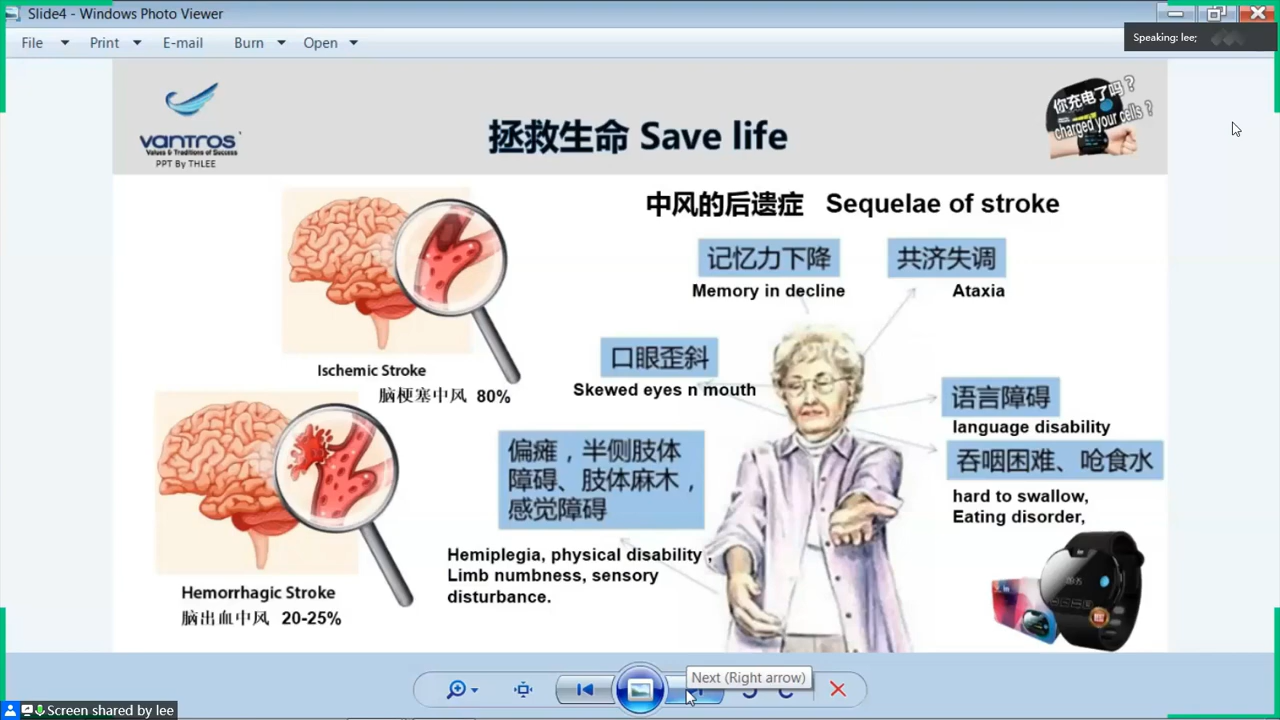 Slide4 - Windows Photo Viewer
File Print E-mail Burn Open
Speaking: lee;
vantros
Values & Traditions of Success
PPT By THLEE
拯救生命 Save life
你充电了吗？
charged your cells ?
中风的后遗症 Sequelae of stroke
记忆力下降
Memory in decline
共济失调
Ataxia
口眼歪斜
Skewed eyes n mouth
语言障碍
language disability
吞咽困难、呛食水
hard to swallow,
Eating disorder,
偏瘫，半侧肢体
障碍、肢体麻木，
感觉障碍
Hemiplegia, physical disability ,
Limb numbness, sensory
disturbance.
Ischemic Stroke
脑梗塞中风 80%
Hemorrhagic Stroke
脑出血中风 20-25%
Next (Right arrow)
Screen shared by lee